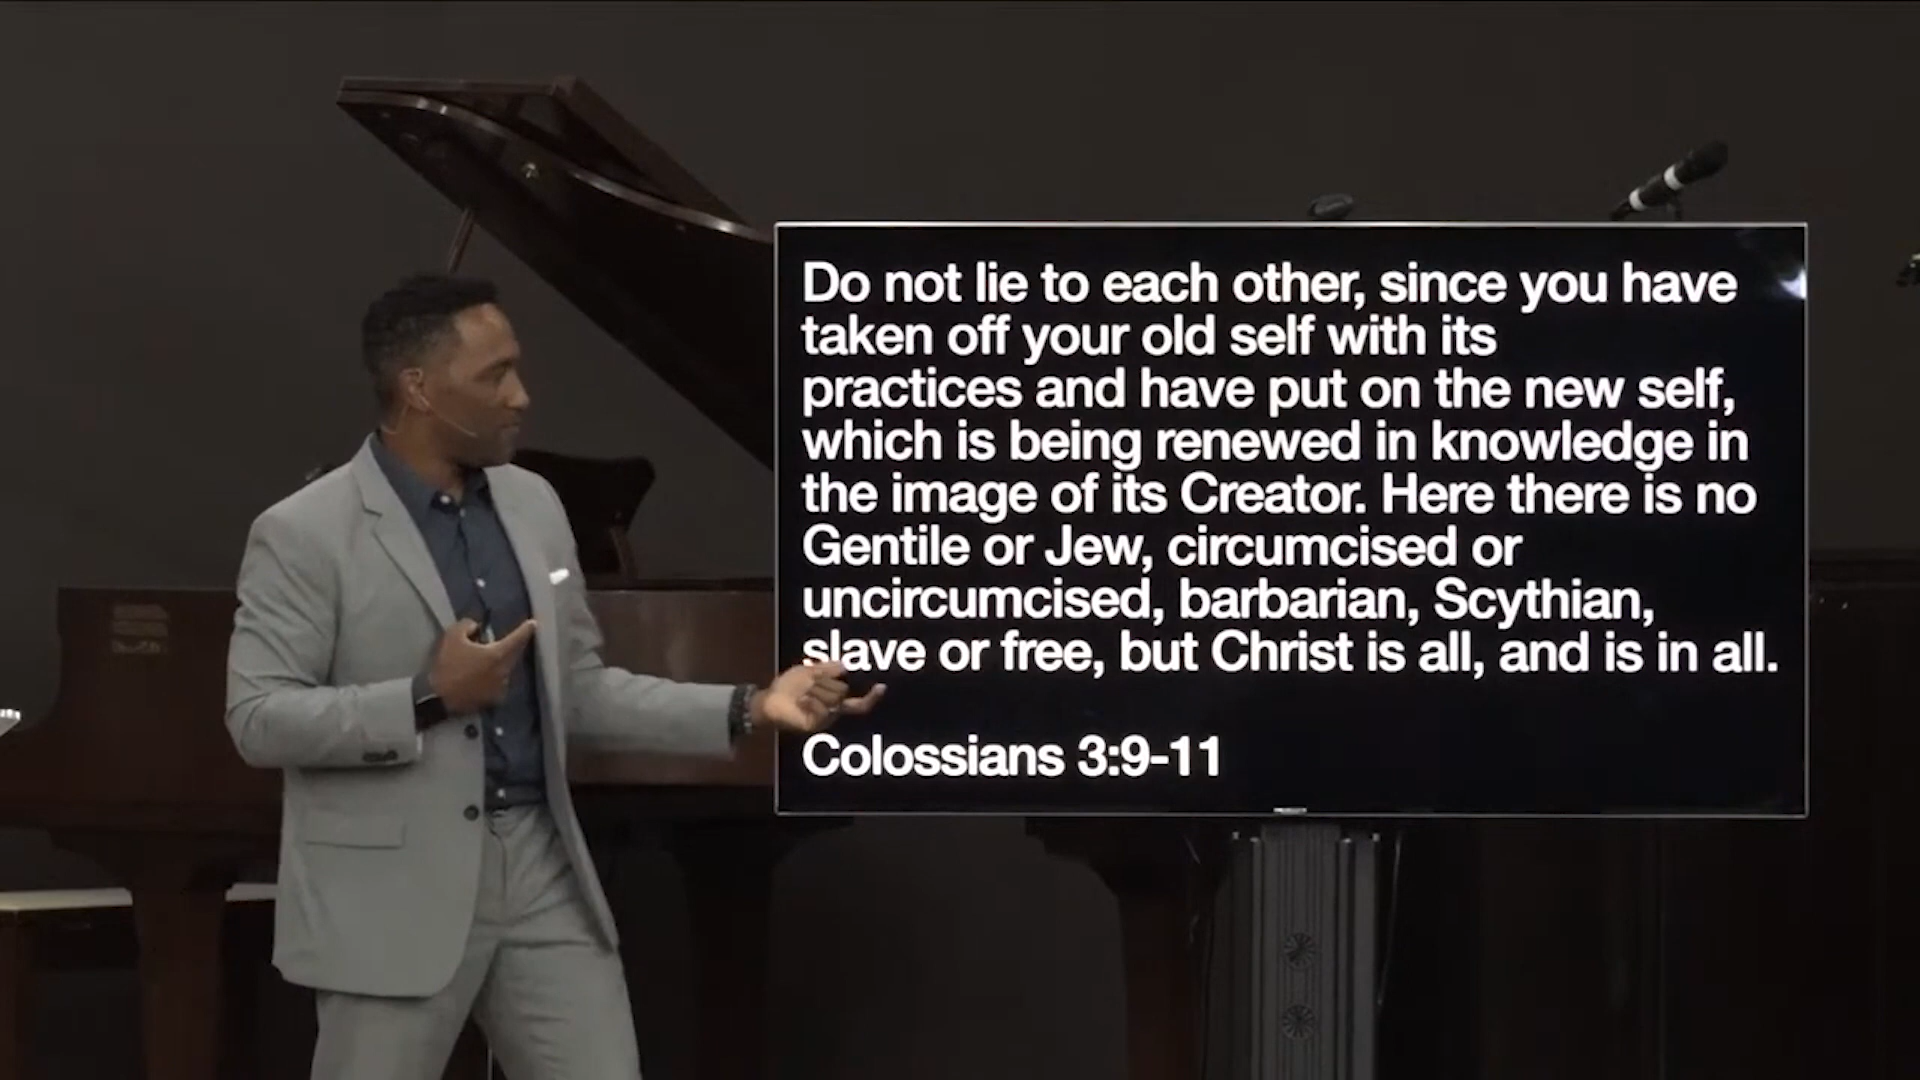 Do not lie to each other, since you have
taken off your old self with its
practices and have put on the new self,
which is being renewed in knowledge in
the image of its Creator. Here there is no
Gentile or Jew, circumcised or
uncircumcised, barbarian, Scythian,
slave or free, but Christ is all, and is in all.
Colossians 3:9-11